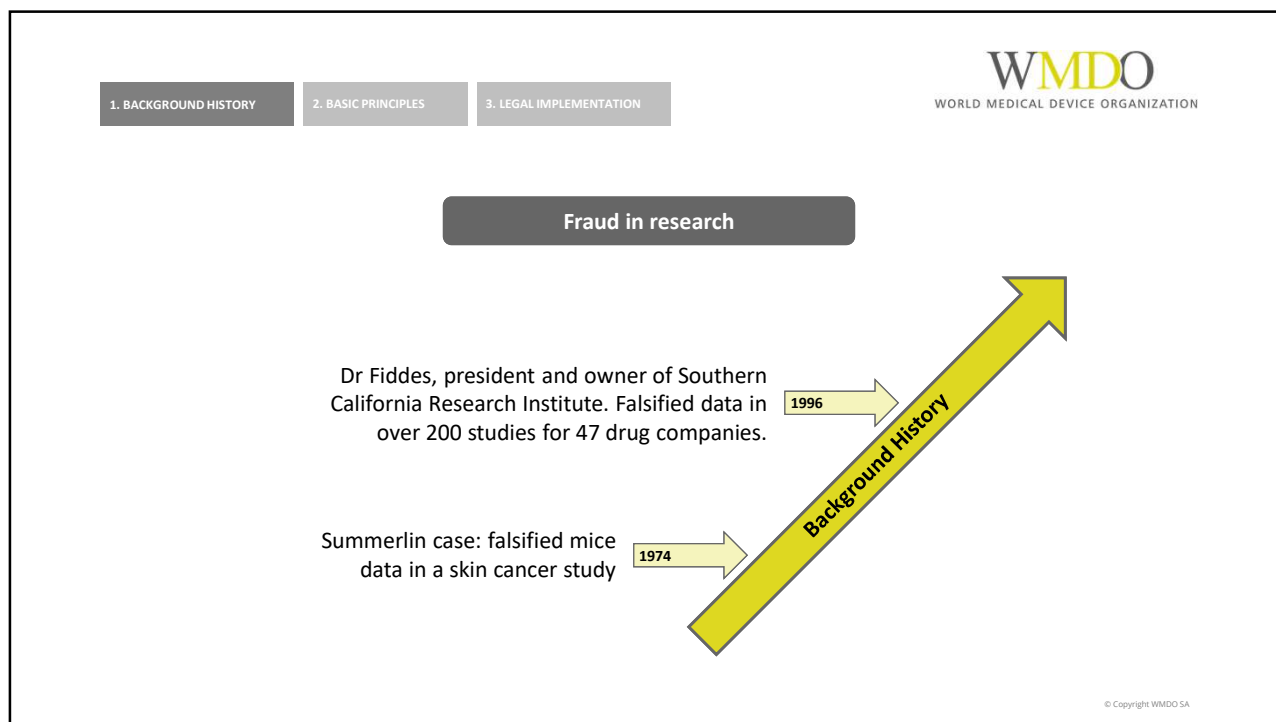 WMDO
WORLD MEDICAL DEVICE ORGANIZATION
1. BACKGROUND HISTORY
2. BASIC PRINCIPLES
3. LEGAL IMPLEMENTATION
Fraud in research
Dr Fiddes, president and owner of Southern
California Research Institute. Falsified data in
over 200 studies for 47 drug companies.
1996
Background History
Summerlin case: falsified mice
data in a skin cancer study
1974
© Copyright WMDO SA